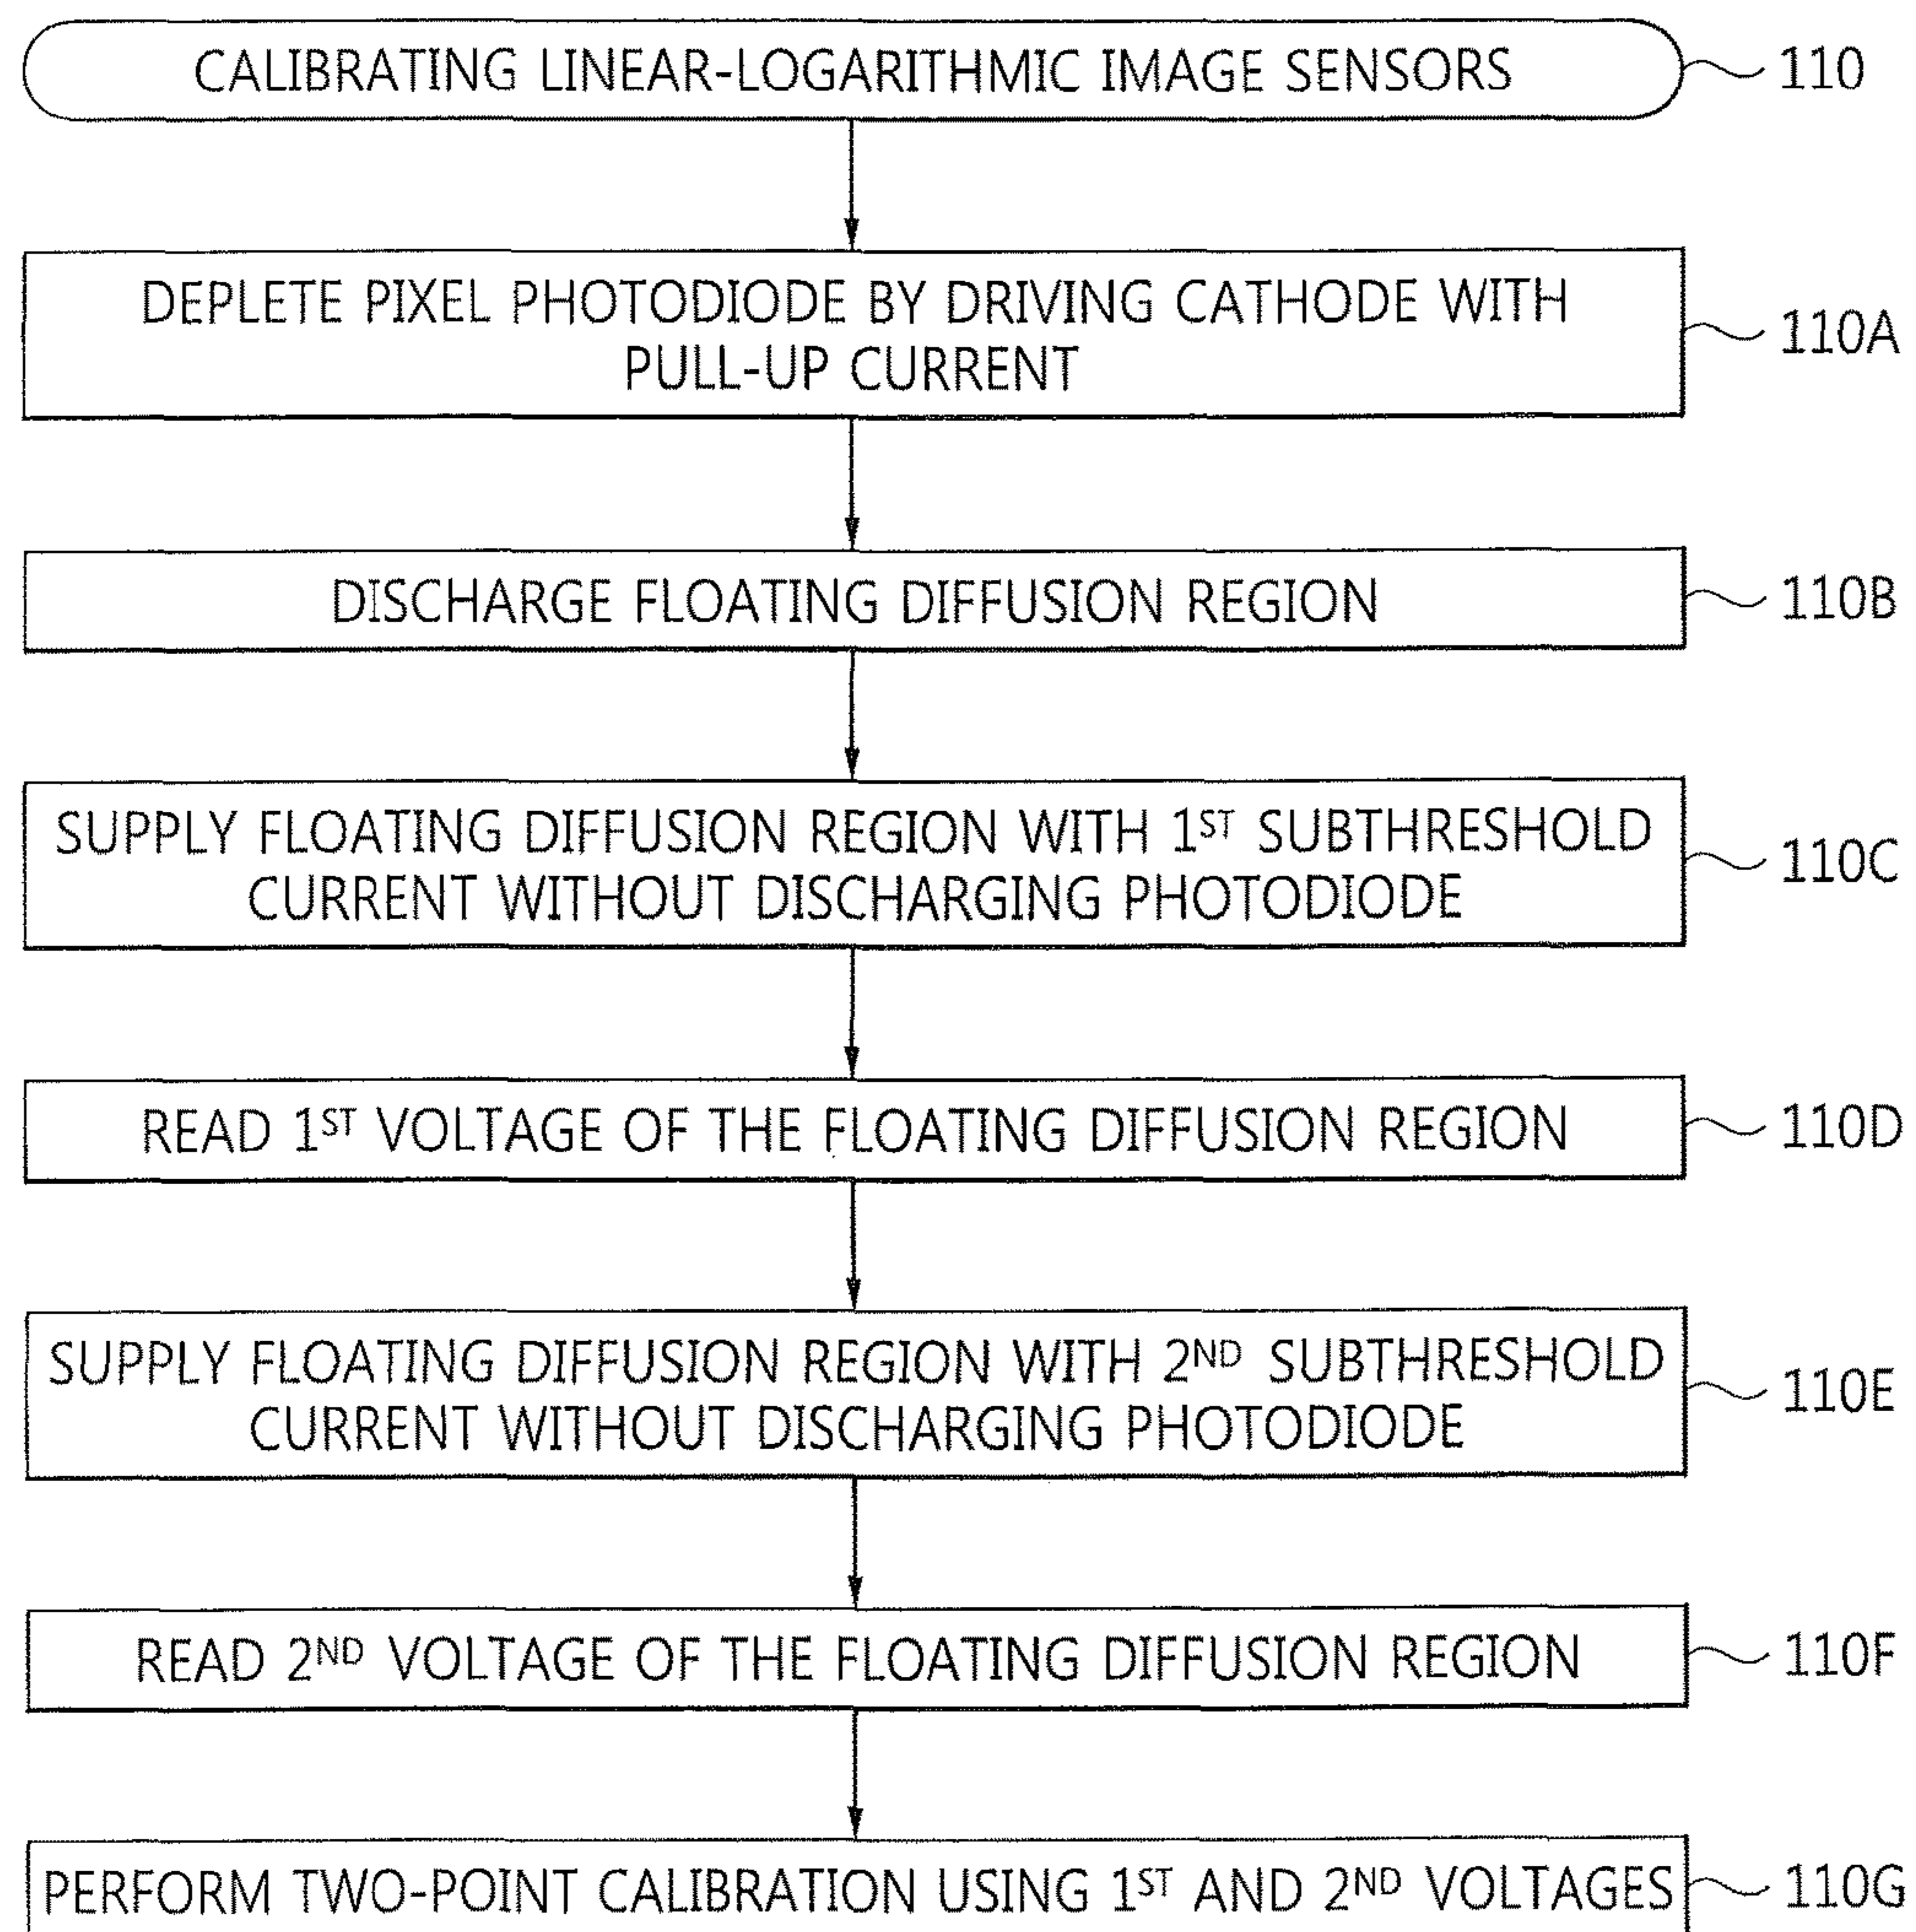 CALIBRATING LINEAR-LOGARITHMIC IMAGE SENSORS 110
DEPLETE PIXEL PHOTODIODE BY DRIVING CATHODE WITH
PULL-UP CURRENT
110A
DISCHARGE FLOATING DIFFUSION REGION 110B
SUPPLY FLOATING DIFFUSION REGION WITH 1ST SUBTHRESHOLD
CURRENT WITHOUT DISCHARGING PHOTODIODE
110C
READ 1ST VOLTAGE OF THE FLOATING DIFFUSION REGION 110D
SUPPLY FLOATING DIFFUSION REGION WITH 2ND SUBTHRESHOLD
CURRENT WITHOUT DISCHARGING PHOTODIODE
110E
READ 2ND VOLTAGE OF THE FLOATING DIFFUSION REGION 110F
PERFORM TWO-POINT CALIBRATION USING 1ST AND 2ND VOLTAGES 110G